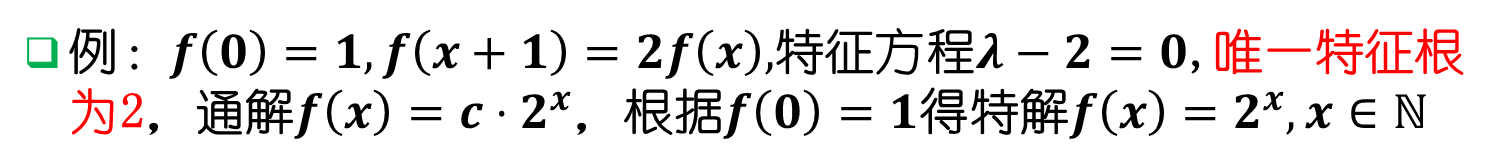 ❑例：f(0) = 1, f(x + 1) = 2f(x),特征方程λ − 2 = 0, 唯一特征根
为2，通解f(x) = c · 2^x，根据f(0) = 1得特解f(x) = 2^x, x ∈ ℕ